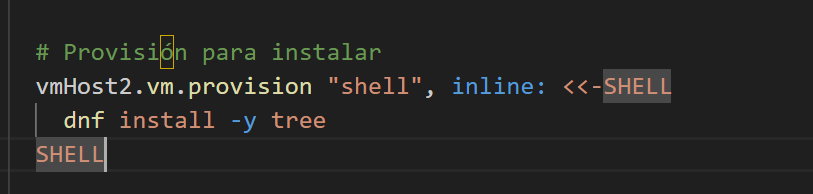 # Provisión para instalar
vmHost2.vm.provision "shell", inline: <<-SHELL
dnf install -y tree
SHELL